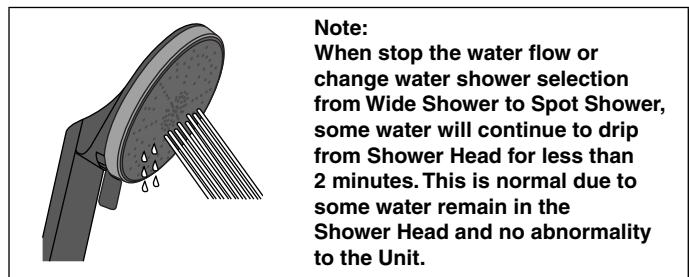 Note:
When stop the water flow or
change water shower selection
from Wide Shower to Spot Shower,
some water will continue to drip
from Shower Head for less than
2 minutes. This is normal due to
some water remain in the
Shower Head and no abnormality
to the Unit.